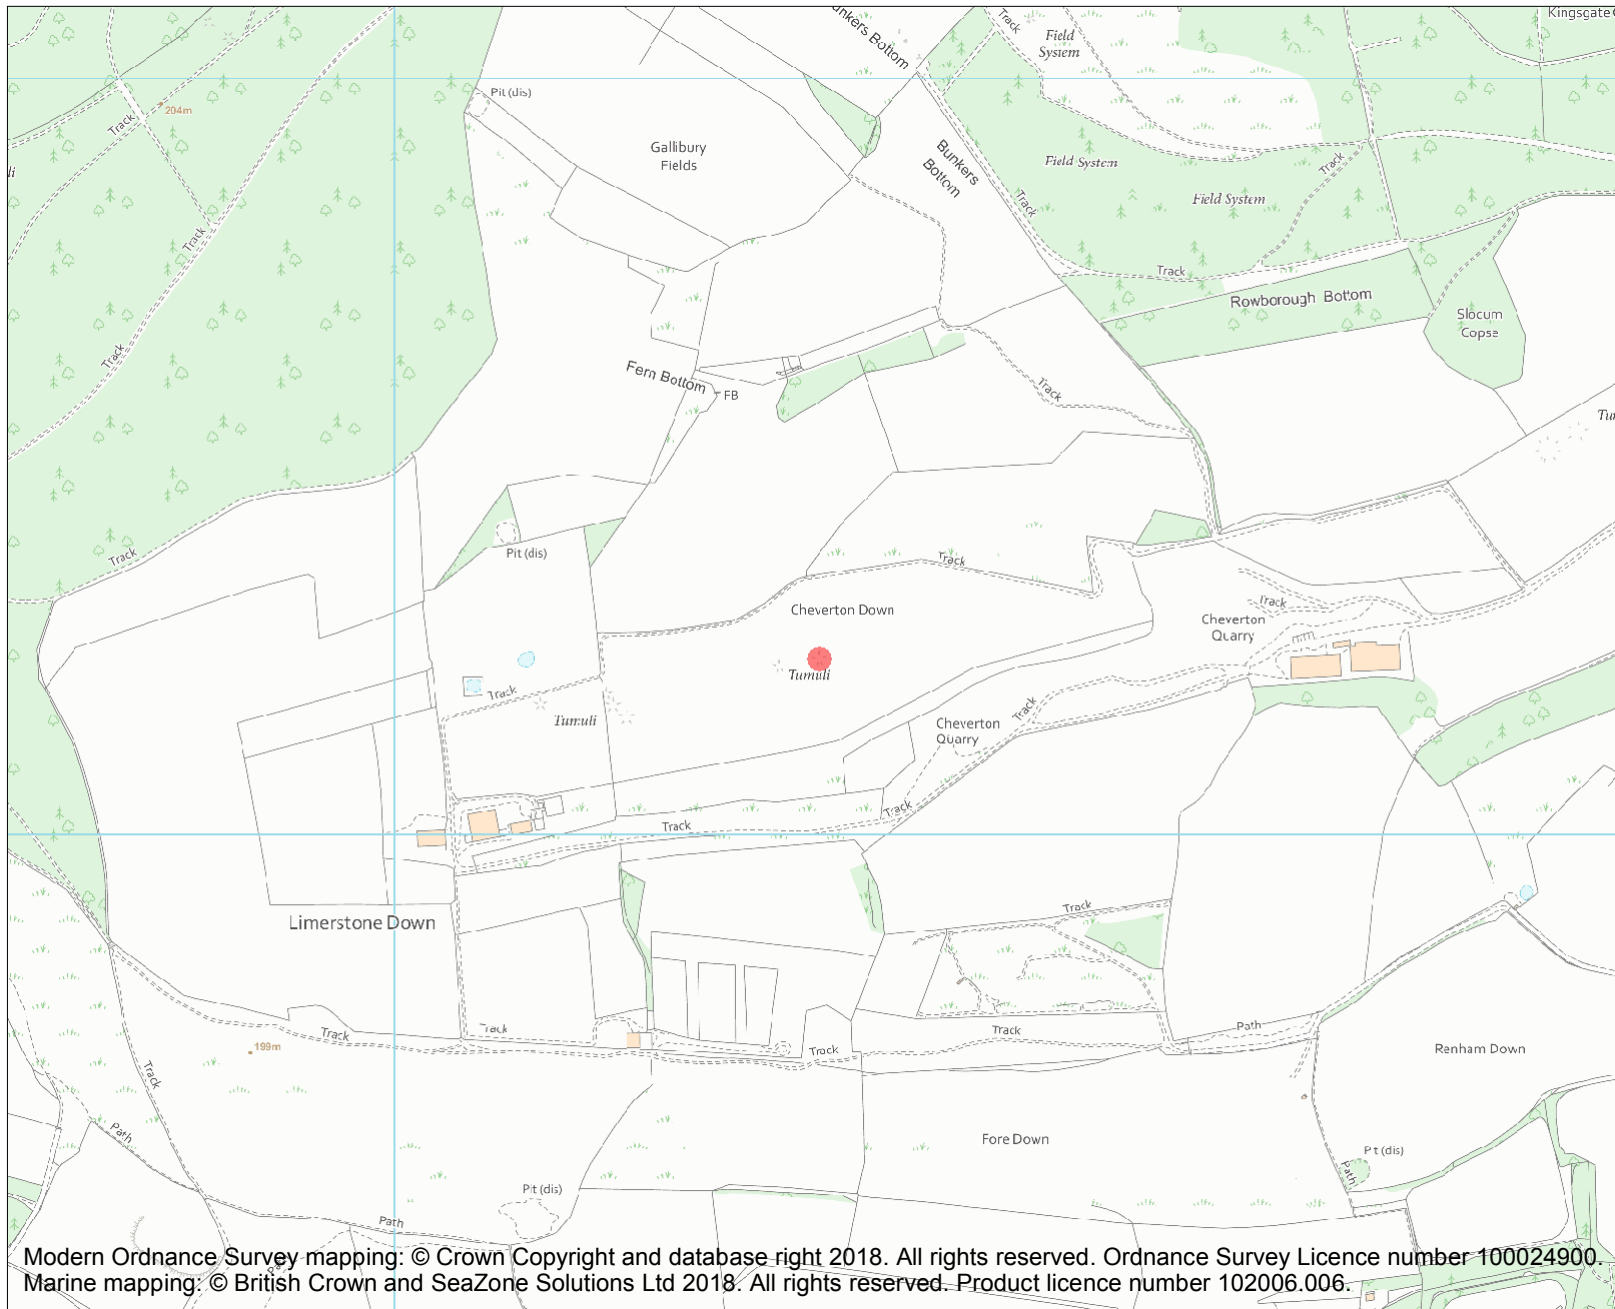 Kingsgate
Track
Field
System
Bunkers Bottom
Pit (dis)
204m
Track
Gallibury
Fields
Bunkers
Bottom
Field System
Track
Field System
Track
Track
Track
Rowborough Bottom
Slocum
Copse
Track
Fern Bottom
FB
Track
Track
Pit (dis)
Track
Cheverton Down
Track
Cheverton
Quarry
Tumuli
Track
Tumuli
Track
Cheverton
Quarry
Track
Track
Limerstone Down
Track
Track
Track
Track
Track
Path
199m
Track
Renham Down
Track
Path
Fore Down
Pit (dis)
Path
Pit (dis)
Path
Path
Modern Ordnance Survey mapping: © Crown Copyright and database right 2018. All rights reserved. Ordnance Survey Licence number 100024900.
Marine mapping: © British Crown and SeaZone Solutions Ltd 2018. All rights reserved. Product licence number 102006.006.